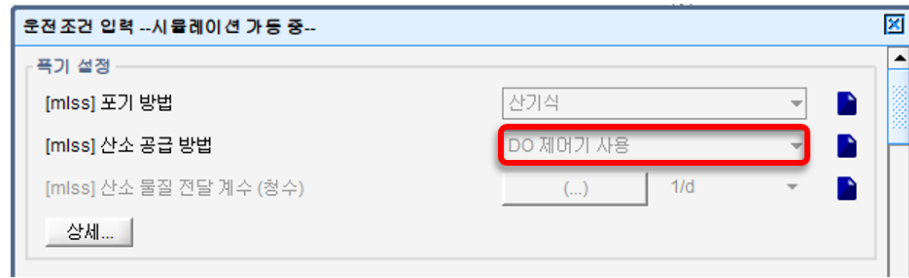 운전조건 입력 --시뮬레이션 가동 중--
폭기 설정
[mlss] 포기 방법 산기식
[mlss] 산소 공급 방법 DO 제어기 사용
[mlss] 산소 물질 전달 계수 (청수) (...) 1/d
상세...